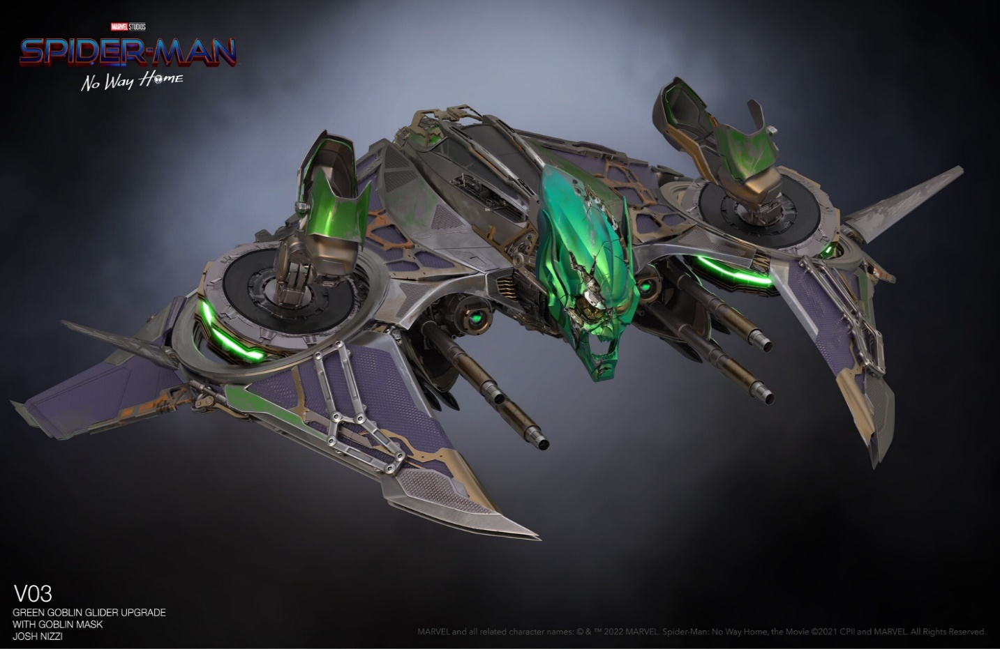 MARVEL STUDIOS
SPIDER-MAN
No Way Home
V03
GREEN GOBLIN GLIDER UPGRADE
WITH GOBLIN MASK
JOSH NIZZI
MARVEL and all related character names: © & ™ 2022 MARVEL. Spider-Man: No Way Home, the Movie ©2021 CPII and MARVEL. All Rights Reserved.